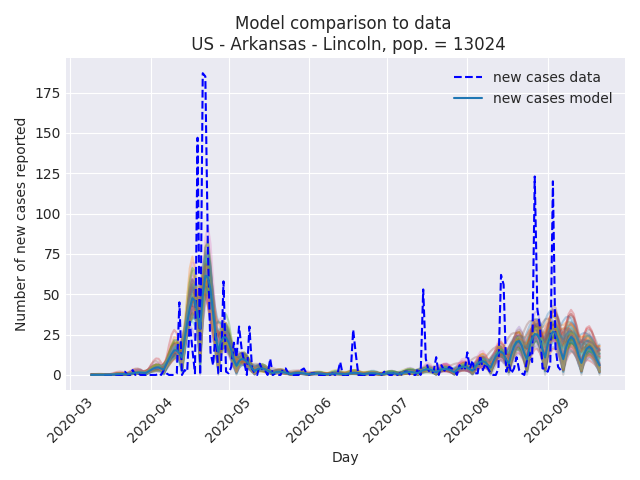 Model comparison to data
US - Arkansas - Lincoln, pop. = 13024
new cases data
new cases model
Number of new cases reported
175
150
125
100
75
50
25
0
2020-03
2020-04
2020-05
2020-06
2020-07
2020-08
2020-09
Day